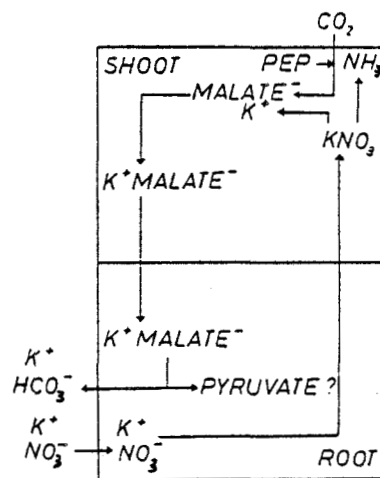 CO₂
SHOOT PEP NH₃
MALATE⁻
K⁺
KNO₃
K⁺MALATE⁻
K⁺MALATE⁻
K⁺
HCO₃⁻ PYRUVATE?
K⁺ K⁺
NO₃⁻ NO₃⁻
ROOT